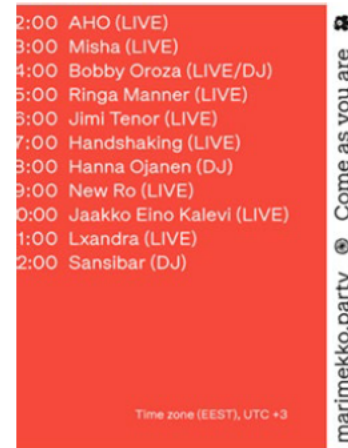 2:00 AHO (LIVE)
3:00 Misha (LIVE)
4:00 Bobby Oroza (LIVE/DJ)
5:00 Ringa Manner (LIVE)
6:00 Jimi Tenor (LIVE)
7:00 Handshaking (LIVE)
8:00 Hanna Ojanen (DJ)
9:00 New Ro (LIVE)
0:00 Jaakko Eino Kalevi (LIVE)
1:00 Lxandra (LIVE)
2:00 Sansibar (DJ)
Time zone (EEST), UTC +3
marimekko.party Come as you are